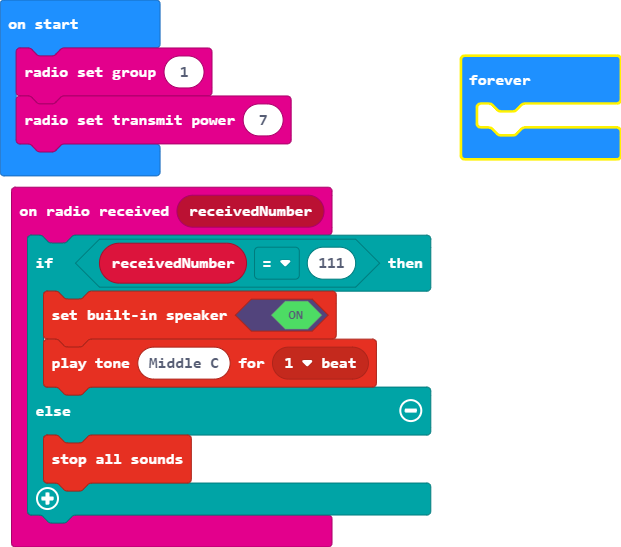 on start
radio set group 1
radio set transmit power 7
forever
on radio received receivedNumber
if receivedNumber = 111 then
set built-in speaker ON
play tone Middle C for 1 beat
else
stop all sounds